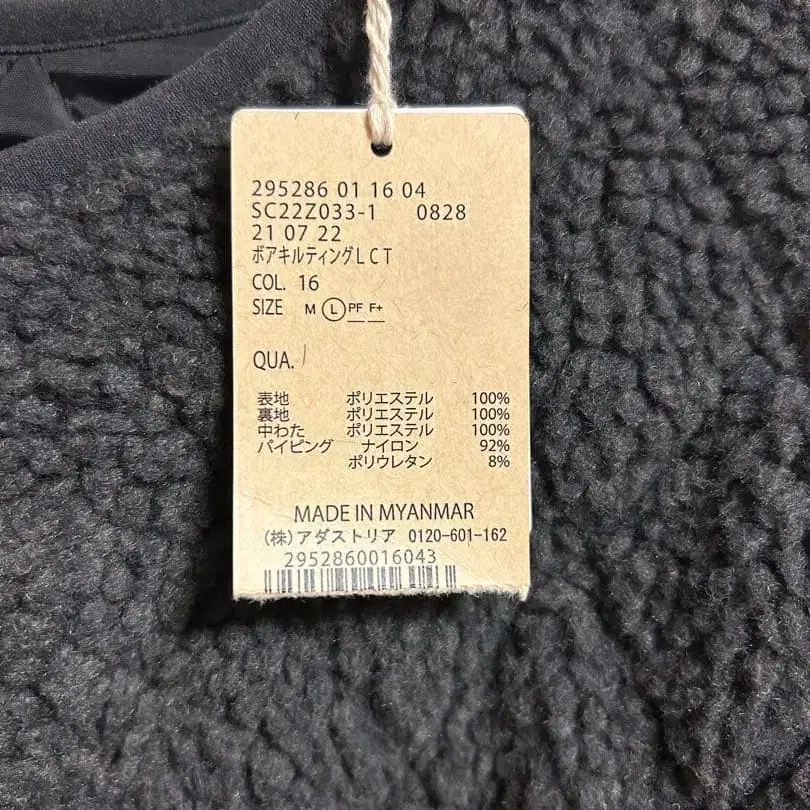 295286 01 16 04
SC22Z033-1 0828
21 07 22
ボアキルティングLCT
COL. 16
SIZE M L PF F+
QUA.
表地 ポリエステル 100%
裏地 ポリエステル 100%
中わた ポリエステル 100%
パイピング ナイロン 92%
ポリウレタン 8%
MADE IN MYANMAR
(株)アダストリア 0120-601-162
2952860016043